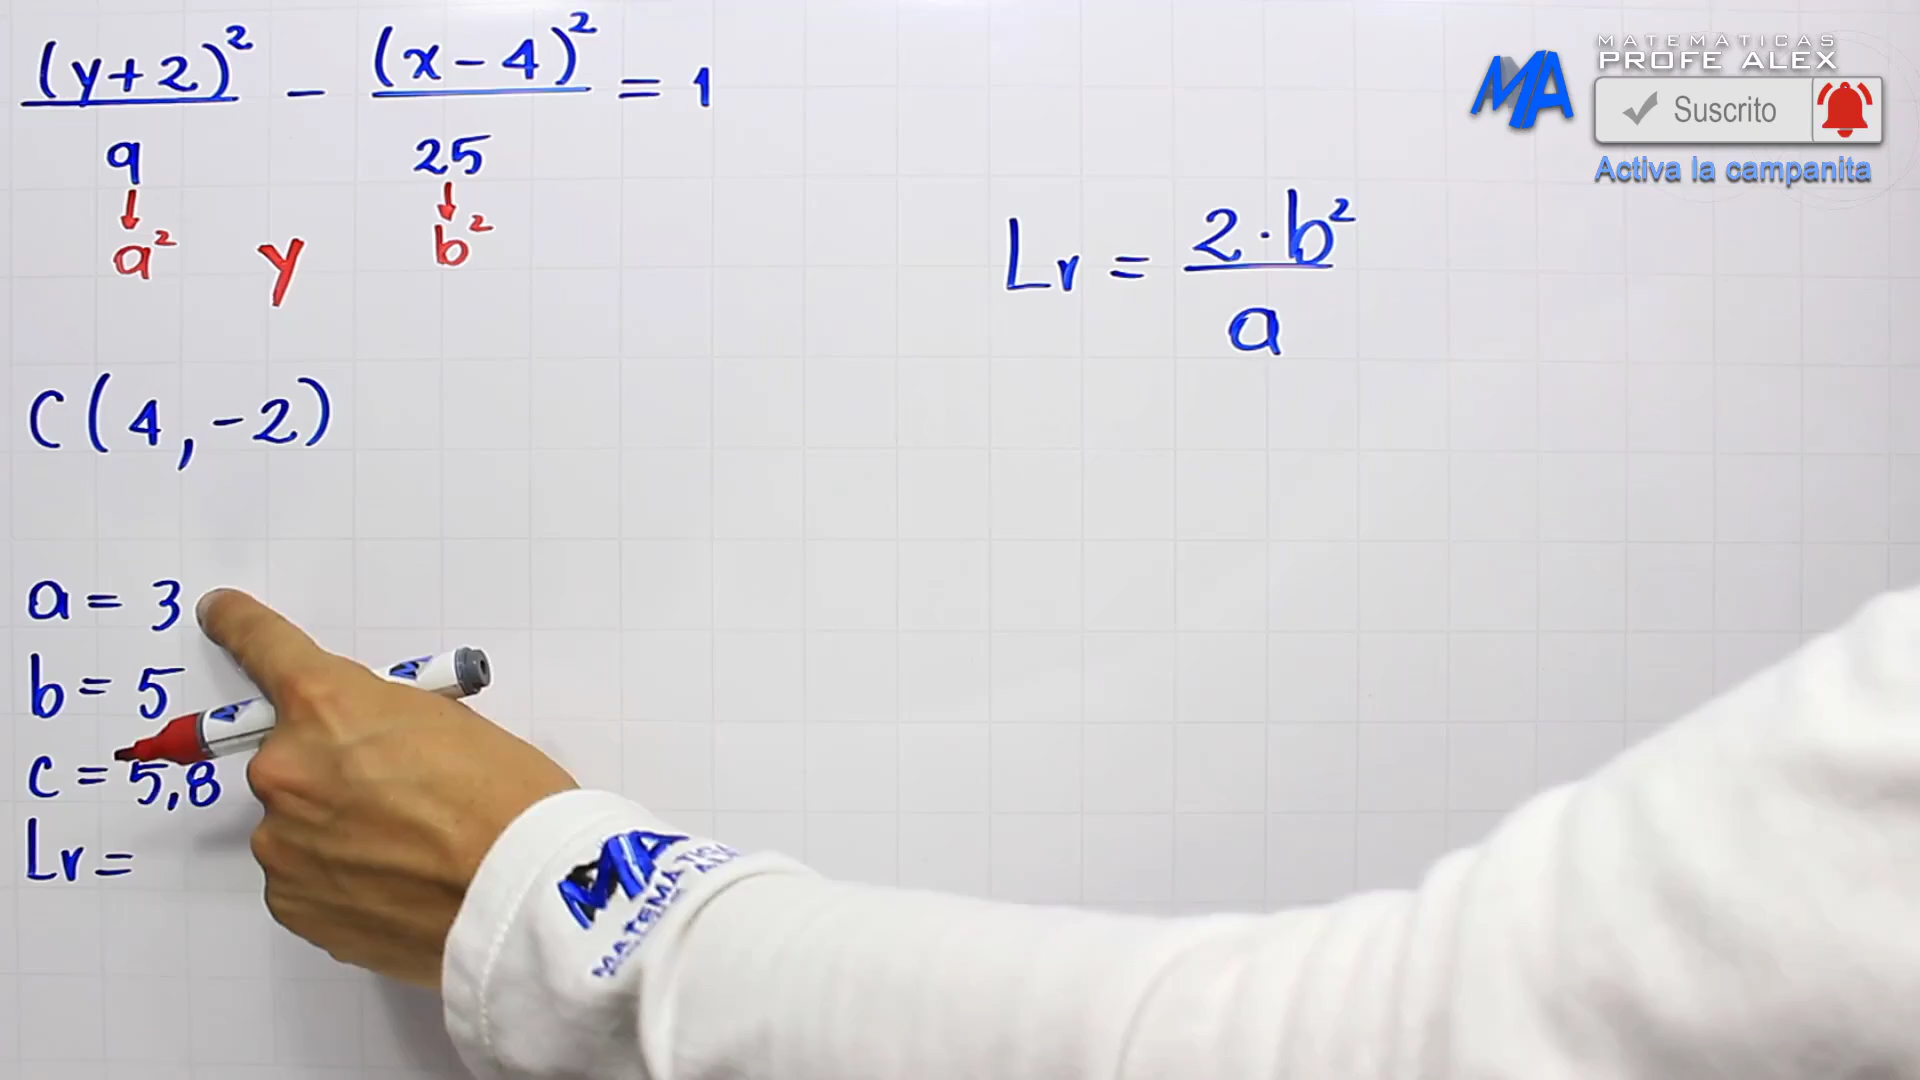 (y+2)² / 9 - (x-4)² / 25 = 1
a² y b²
C(4,-2)
a = 3
b = 5
c = 5,8
Lr =
Lr = 2·b² / a
MATEMÁTICAS
PROFE ALEX
MA
Suscrito
Activa la campanita
MA